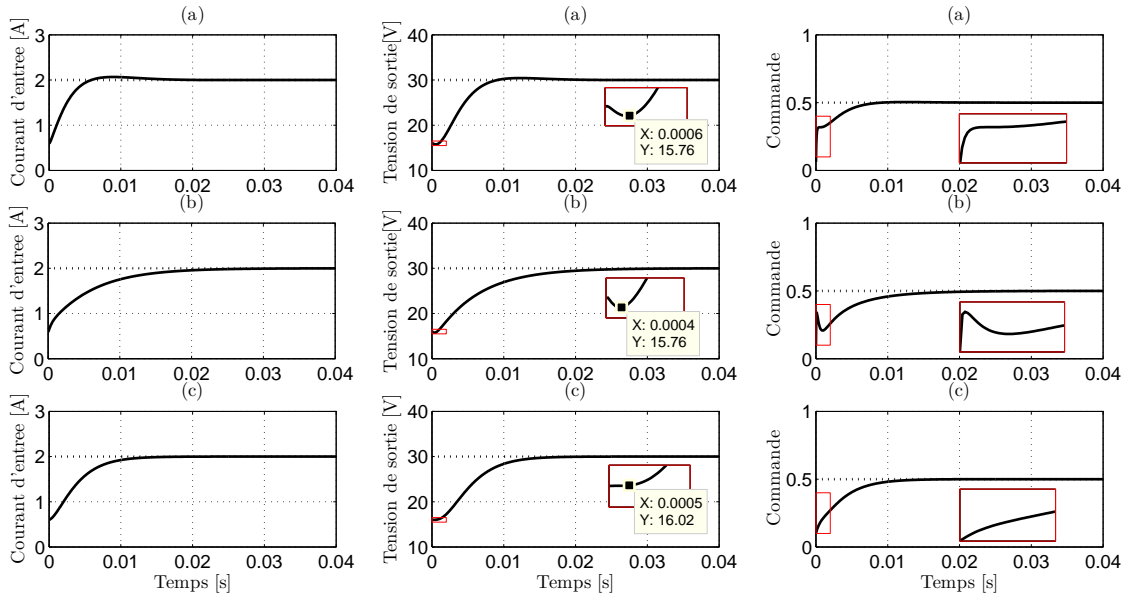 (a) (a) (a)
Courant d'entree [A]
3
2
1
0
0 0.01 0.02 0.03 0.04
Tension de sortie[V]
40
30
20
10
0 0.01 0.02 0.03 0.04
X: 0.0006
Y: 15.76
Commande
1
0.5
0
0 0.01 0.02 0.03 0.04
(b) (b) (b)
Courant d'entree [A]
3
2
1
0
0 0.01 0.02 0.03 0.04
Tension de sortie[V]
40
30
20
10
0 0.01 0.02 0.03 0.04
X: 0.0004
Y: 15.76
Commande
1
0.5
0
0 0.01 0.02 0.03 0.04
(c) (c) (c)
Courant d'entree [A]
3
2
1
0
0 0.01 0.02 0.03 0.04
Temps [s]
Tension de sortie [V]
40
30
20
10
0 0.01 0.02 0.03 0.04
Temps [s]
X: 0.0005
Y: 16.02
Commande
1
0.5
0
0 0.01 0.02 0.03 0.04
Temps [s]